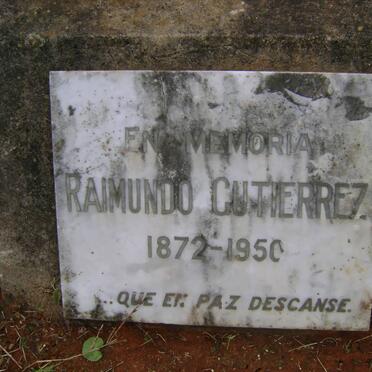 EN MEMORIA
RAIMUNDO GUTIERREZ
1872-1950
...QUE EN PAZ DESCANSE.